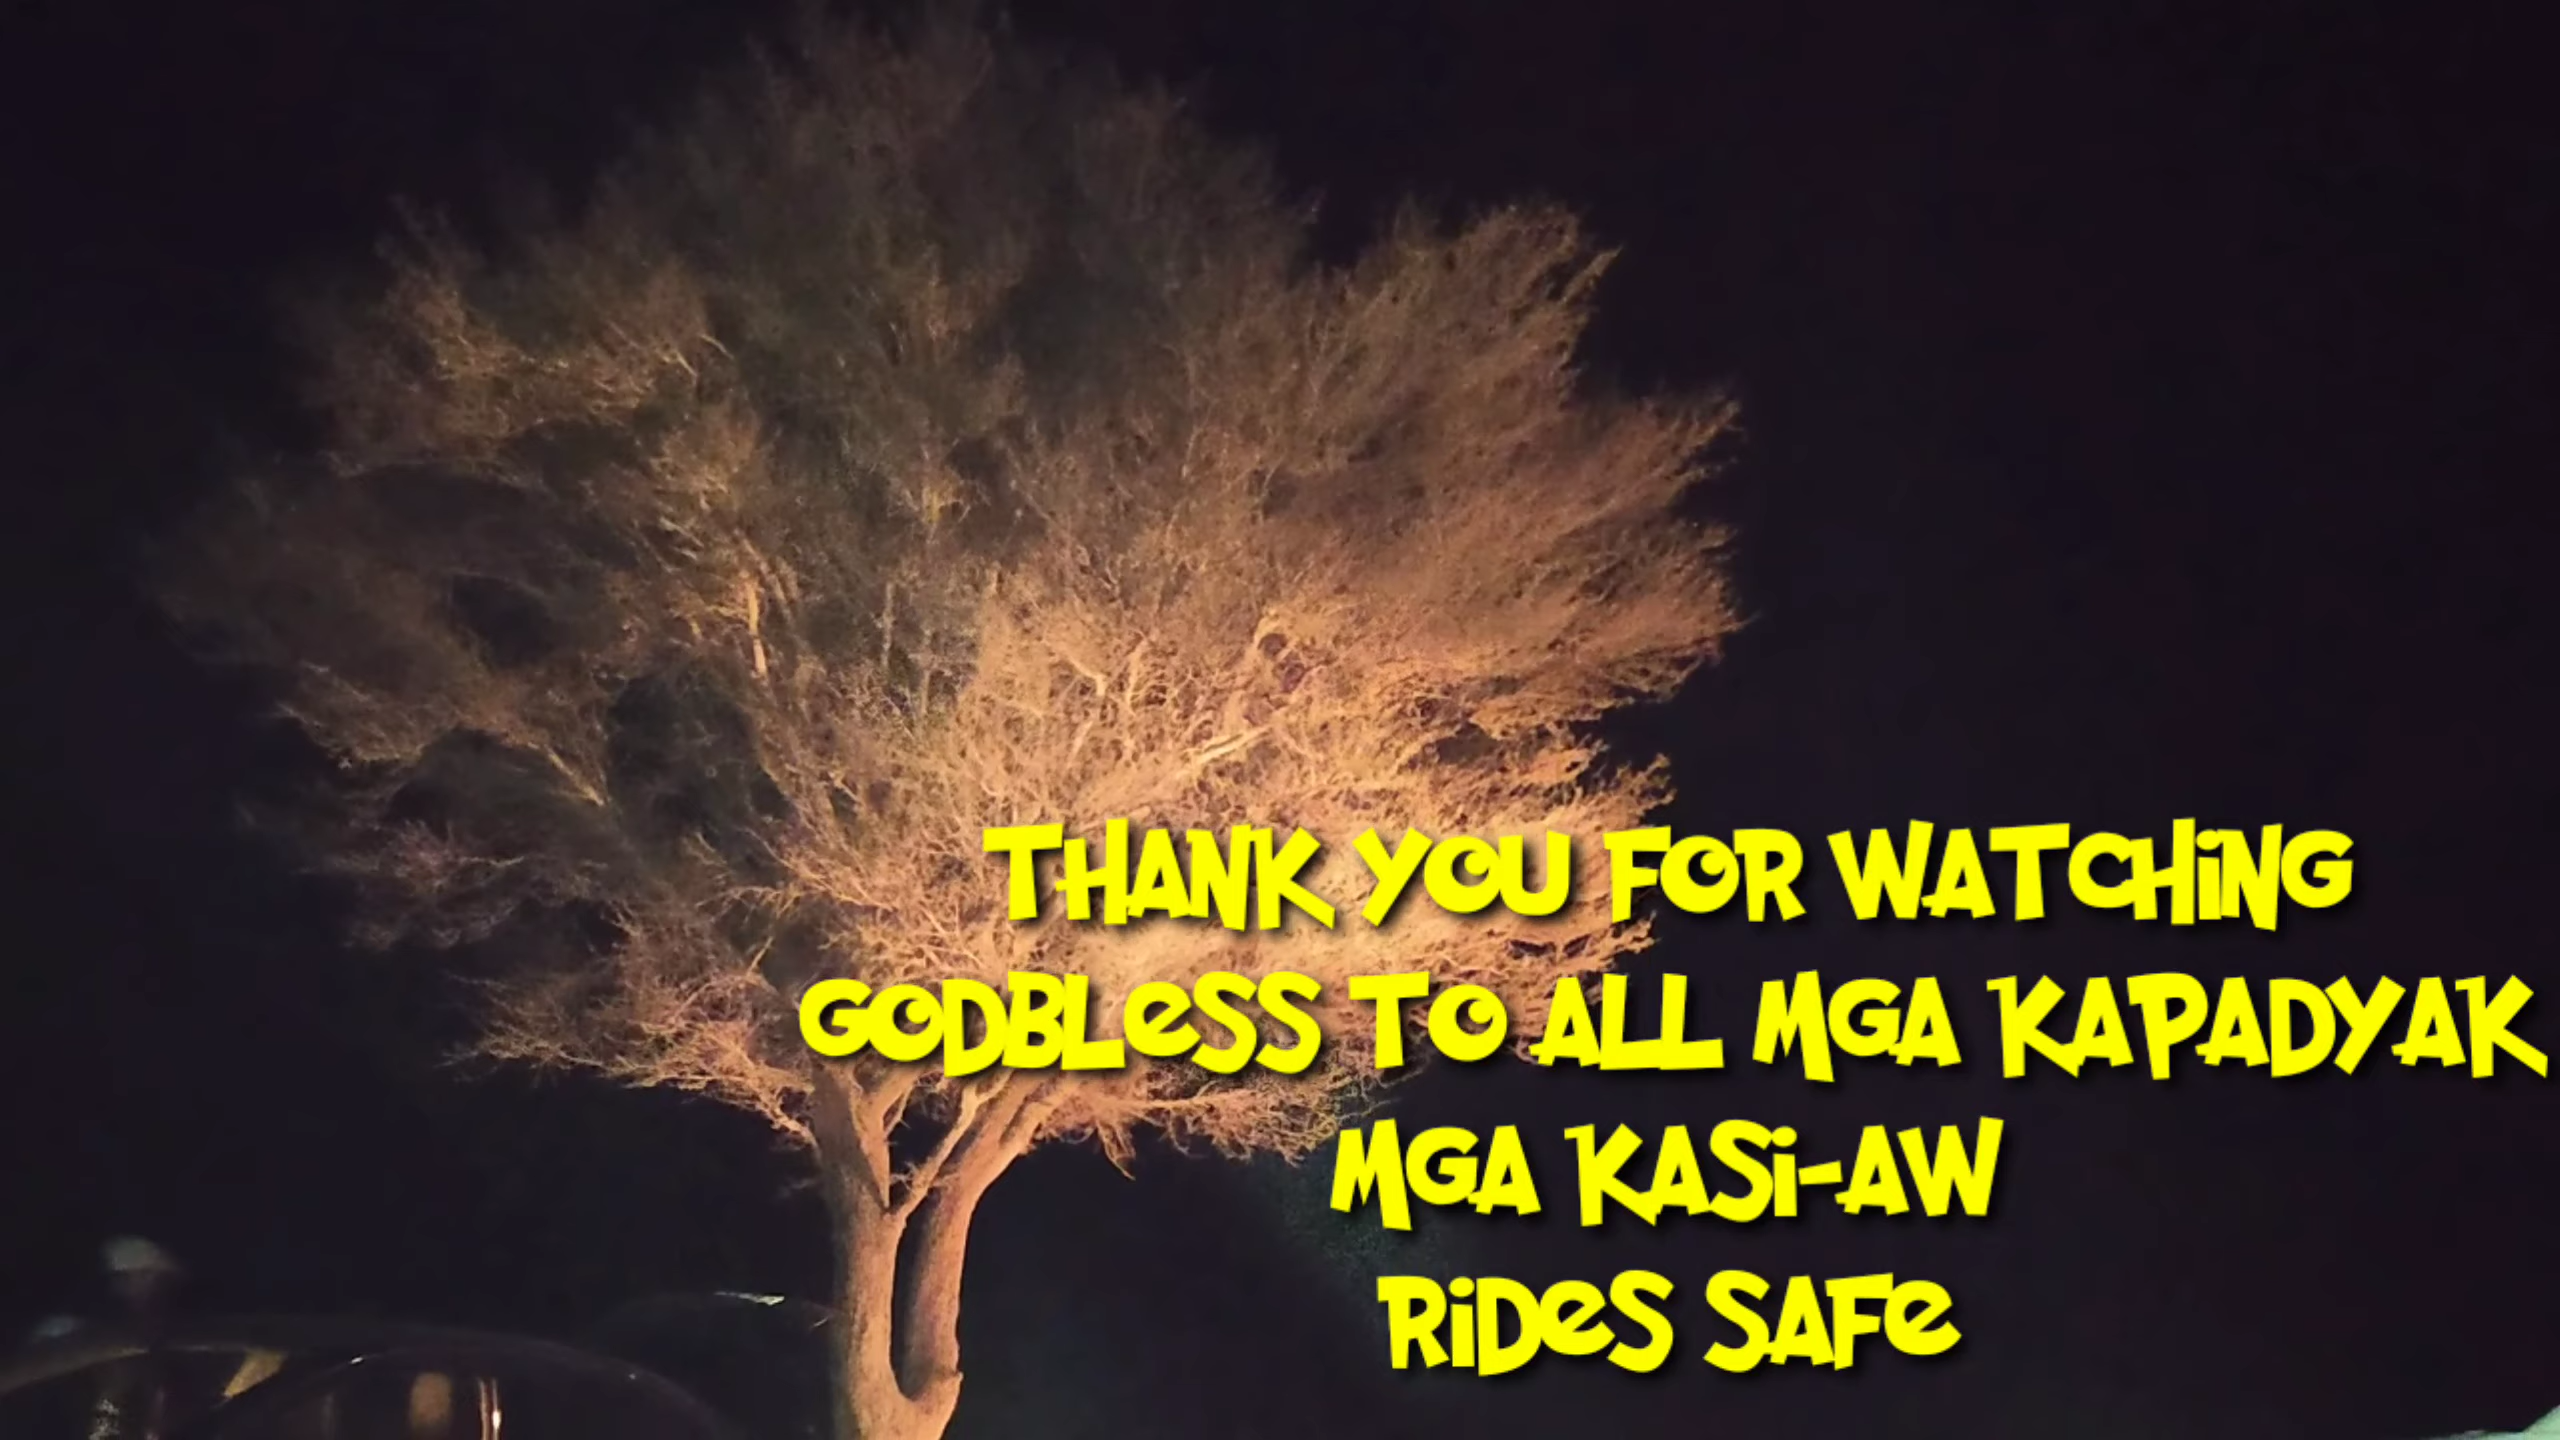 THANK YOU FOR WATCHiNG
GODBLeSS TO ALL MGA KAPADYAK
MGA KASi-AW
RiDeS SAFe